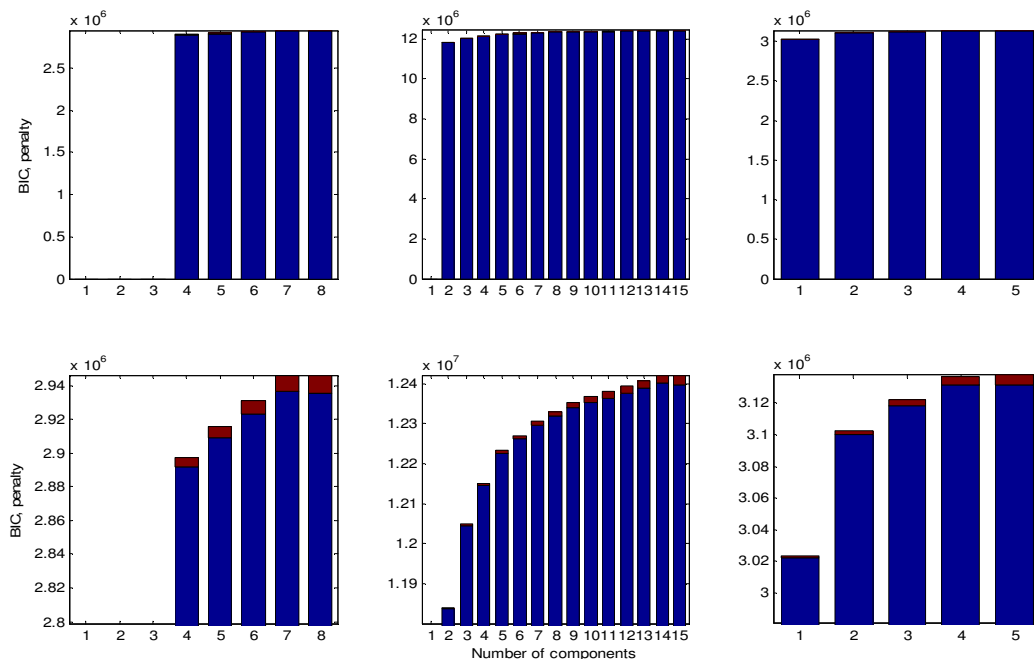 x 10^6
2.5
2
1.5
1
0.5
0
BIC, penalty
1 2 3 4 5 6 7 8
x 10^6
12
10
8
6
4
2
0
1 2 3 4 5 6 7 8 9 10 11 12 13 14 15
x 10^6
3
2.5
2
1.5
1
0.5
0
1 2 3 4 5
x 10^6
2.94
2.92
2.9
2.88
2.86
2.84
2.82
2.8
BIC, penalty
1 2 3 4 5 6 7 8
x 10^7
1.24
1.23
1.22
1.21
1.2
1.19
1 2 3 4 5 6 7 8 9 10 11 12 13 14 15
Number of components
x 10^6
3.12
3.1
3.08
3.06
3.04
3.02
3
1 2 3 4 5